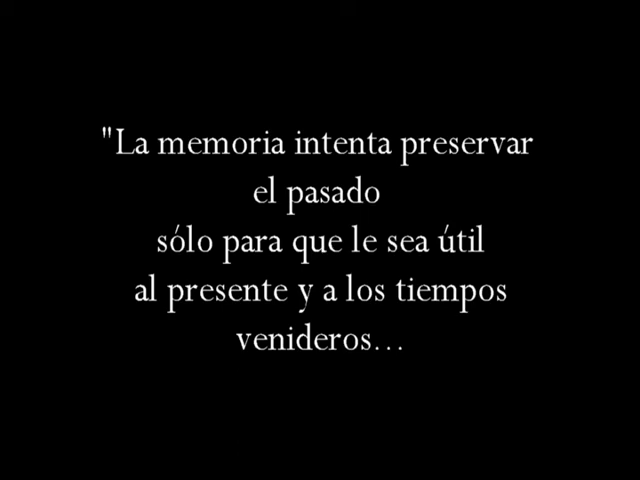 "La memoria intenta preservar
el pasado
sólo para que le sea útil
al presente y a los tiempos
venideros...